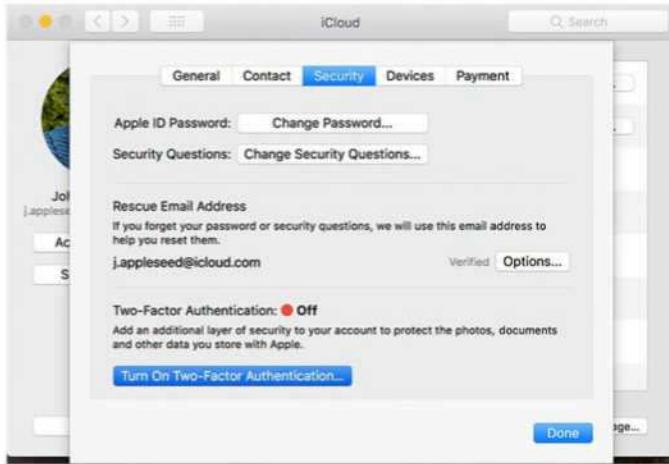 iCloud
Search
General Contact Security Devices Payment
Apple ID Password: Change Password...
Security Questions: Change Security Questions...
Rescue Email Address
If you forget your password or security questions, we will use this email address to
help you reset them.
j.appleseed@icloud.com Verified Options...
Two-Factor Authentication: Off
Add an additional layer of security to your account to protect the photos, documents
and other data you store with Apple.
Turn On Two-Factor Authentication...
Done